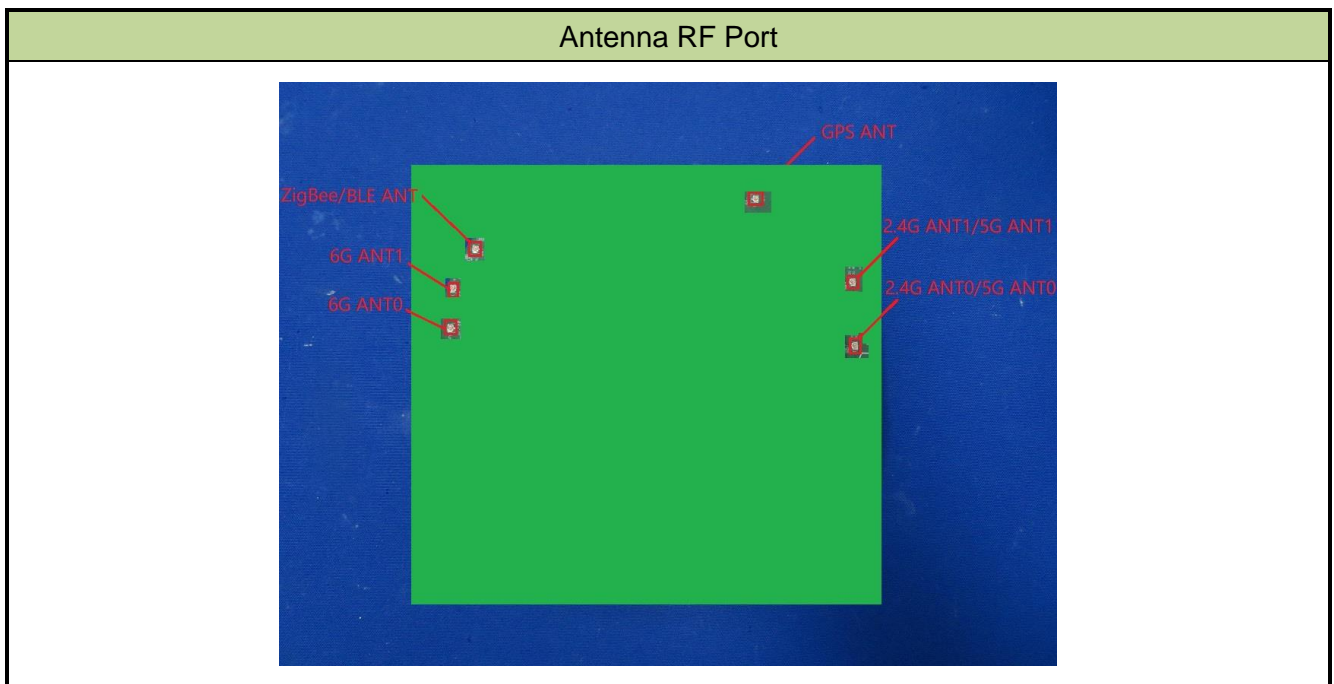 Antenna RF Port
GPS ANT
ZigBee/BLE ANT
2.4G ANT1/5G ANT1
6G ANT1
2.4G ANT0/5G ANT0
6G ANT0